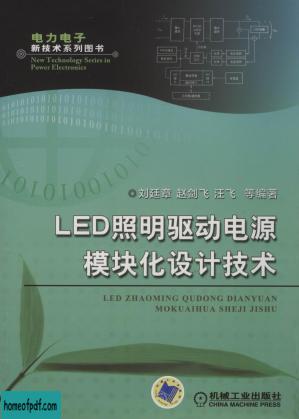 电力电子
新技术系列图书
New Technology Series in
Power Electronics
刘廷章 赵剑飞 汪飞 等编著
LED照明驱动电源
模块化设计技术
LED ZHAOMING QUDONG DIANYUAN
MOKUAIHUA SHEJI JISHU
机械工业出版社
CHINA MACHINE PRESS
homeofpdf.com